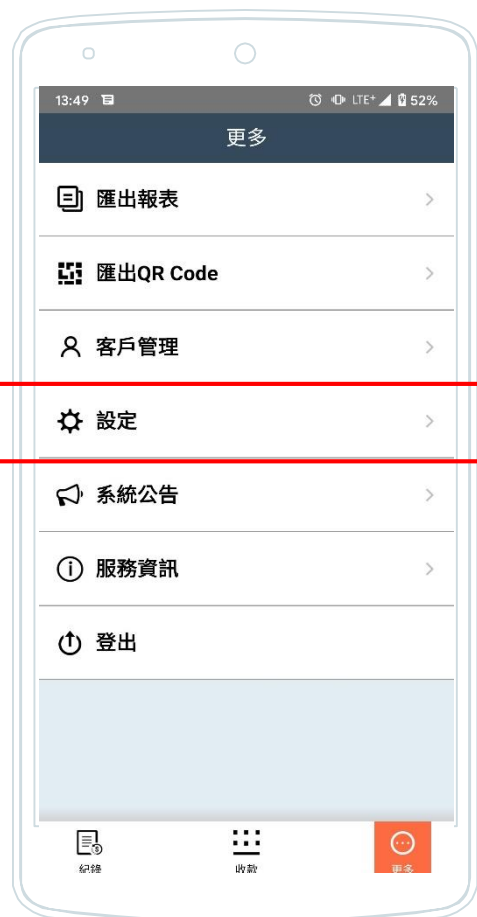 13:49 LTE+ 52%
更多
匯出報表
匯出QR Code
客戶管理
設定
系統公告
服務資訊
登出
紀錄 收款 更多